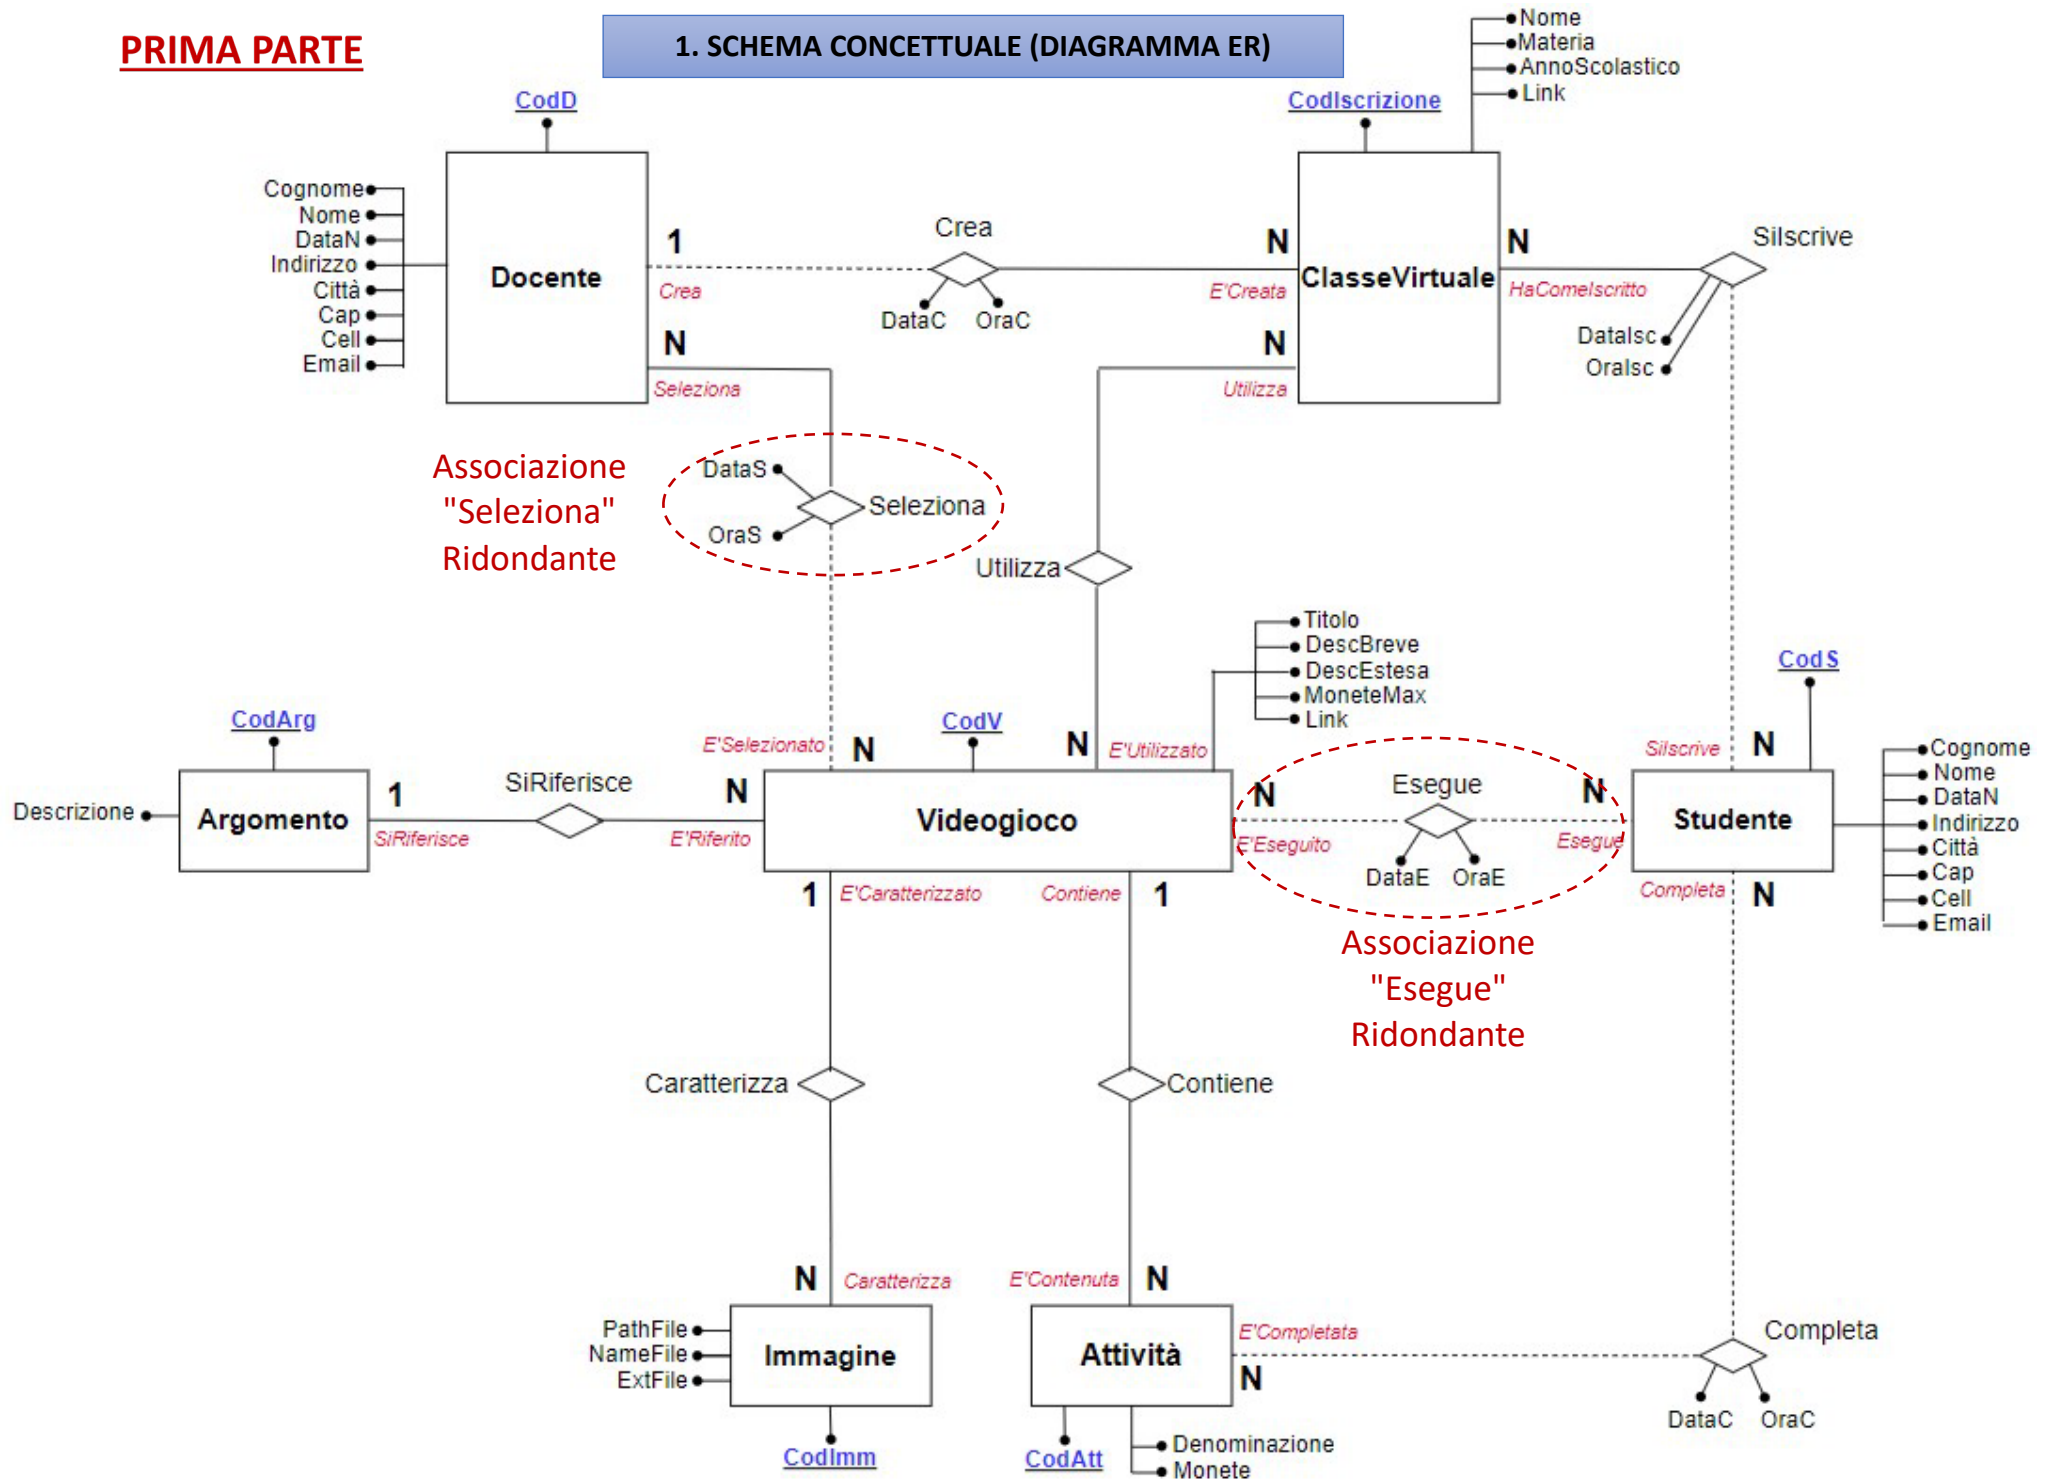 PRIMA PARTE
1. SCHEMA CONCETTUALE (DIAGRAMMA ER)
Nome
Materia
AnnoScolastico
Link
CodD
CodIscrizione
Cognome
Nome
DataN
Indirizzo
Città
Cap
Cell
Email
Docente
1
Crea
Crea
DataC
OraC
N
E'Creata
ClasseVirtuale
N
HaComeIscritto
SiIscrive
DataIsc
OraIsc
N
Seleziona
N
Utilizza
Associazione
"Seleziona"
Ridondante
DataS
Seleziona
OraS
Utilizza
Titolo
DescBreve
DescEstesa
MoneteMax
Link
CodS
CodArg
CodV
E'Selezionato
N
N
E'Utilizzato
SiIscrive
N
Descrizione
Argomento
1
SiRiferisce
SiRiferisce
N
E'Riferito
Videogioco
N
E'Eseguito
Esegue
DataE
OraE
N
Esegue
Studente
Cognome
Nome
DataN
Indirizzo
Città
Cap
Cell
Email
1
E'Caratterizzato
Contiene
1
Completa
N
Associazione
"Esegue"
Ridondante
Caratterizza
Contiene
N
Caratterizza
E'Contenuta
N
PathFile
NameFile
ExtFile
Immagine
Attività
E'Completata
N
Completa
DataC
OraC
CodImm
CodAtt
Denominazione
Monete